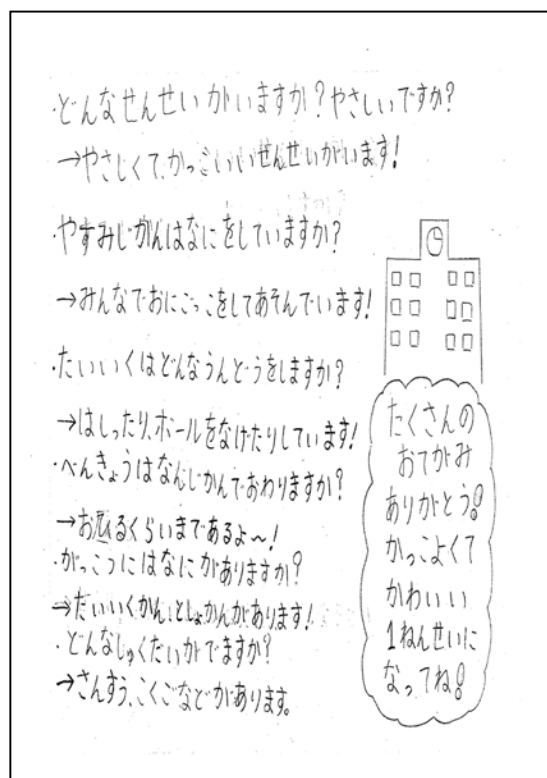 ・どんなせんせいがいますか？やさしいですか？
→やさしくて、かっこいいせんせいがいます！
・やすみじかんはなにをしていますか？
→みんなでおにごっこをしてあそんでいます！
・たいいくはどんなうんどうをしますか？
→はしったり、ボールをなげたりしています！
・べんきょうはなんじかんでおわりますか？
→お昼るくらいまであるよ〜！
・がっこうにはなにがありますか？
→たいいくかん、としょかんがあります！
・どんなしゅくだいがでますか？
→さんすう、こくごなどがあります。
たくさんの
おてがみ
ありがとう！
かっこよくて
かわいい
1ねんせいに
なってね！